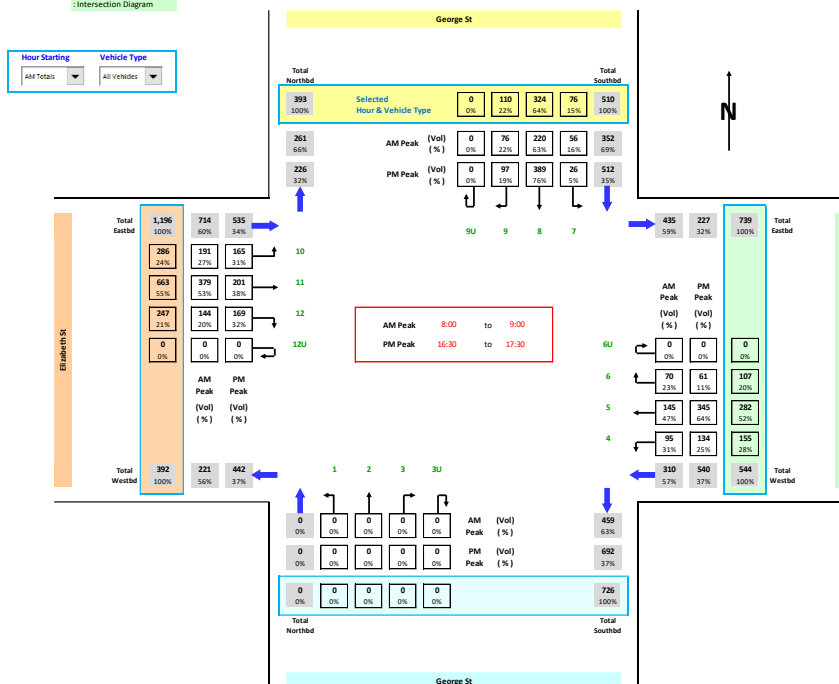 : Intersection Diagram
George St
Hour Starting Vehicle Type
AM Totals All Vehicles
Total Northbd Total Southbd
393 Selected 0 110 324 76 510
100% Hour & Vehicle Type 0% 22% 64% 15% 100%
261 AM Peak (Vol) 0 76 220 56 352
66% (%) 0% 22% 63% 16% 69%
226 PM Peak (Vol) 0 97 389 26 512
32% (%) 0% 19% 76% 5% 35%
N
9U 9 8 7
Total Eastbd 1,196 714 535
100% 60% 34%
286 191 165 10
24% 27% 31%
663 379 201 11
55% 53% 38%
247 144 169 12
21% 20% 32%
0 0 0 12U
0% 0% 0%
AM Peak PM Peak
(Vol) (Vol)
(%) (%)
Elizabeth St
Total Westbd 392 221 442
100% 56% 37%
AM Peak 8:00 to 9:00
PM Peak 16:30 to 17:30
435 227 739 Total Eastbd
59% 32% 100%
AM Peak PM Peak
(Vol) (Vol)
(%) (%)
6U 0 0 0
0% 0% 0%
6 70 61 107
23% 11% 20%
5 145 345 282
47% 64% 52%
4 95 134 155
31% 25% 28%
310 540 544 Total Westbd
57% 37% 100%
1 2 3 3U
0 0 0 0 0 AM (Vol) 459
0% 0% 0% 0% 0% Peak (%) 63%
0 0 0 0 0 PM (Vol) 692
0% 0% 0% 0% 0% Peak (%) 37%
0 0 0 0 0 726
0% 0% 0% 0% 0% 100%
Total Northbd Total Southbd
George St